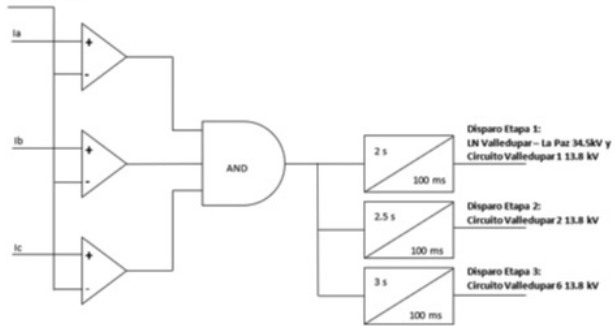 Ia
+
-
Ib
+
-
Ic
+
-
AND
2 s
100 ms
Disparo Etapa 1:
LN Valledupar – La Paz 34.5kV y
Circuito Valledupar 1 13.8 kV
2.5 s
100 ms
Disparo Etapa 2:
Circuito Valledupar 2 13.8 kV
3 s
100 ms
Disparo Etapa 3:
Circuito Valledupar 6 13.8 kV